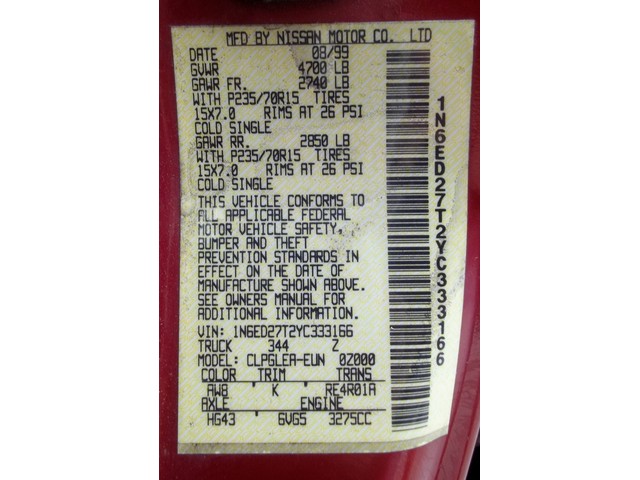 MFD BY NISSAN MOTOR CO. LTD
DATE 08/99
GVWR 4700 LB
GAWR FR. 2740 LB
WITH P235/70R15 TIRES
15X7.0 RIMS AT 26 PSI
COLD SINGLE
GAWR RR. 2850 LB
WITH P235/70R15 TIRES
15X7.0 RIMS AT 26 PSI
COLD SINGLE
THIS VEHICLE CONFORMS TO
ALL APPLICABLE FEDERAL
MOTOR VEHICLE SAFETY,
BUMPER AND THEFT
PREVENTION STANDARDS IN
EFFECT ON THE DATE OF
MANUFACTURE SHOWN ABOVE.
SEE OWNERS MANUAL FOR
ADDITIONAL INFORMATION.
VIN: 1N6ED27T2YC333166
TRUCK 344 Z
MODEL: CLPGLEA-EUN 0Z000
COLOR TRIM TRANS
AW8 K RE4R01A
AXLE ENGINE
HG43 6VG5 3275CC
1N6ED27T2YC333166